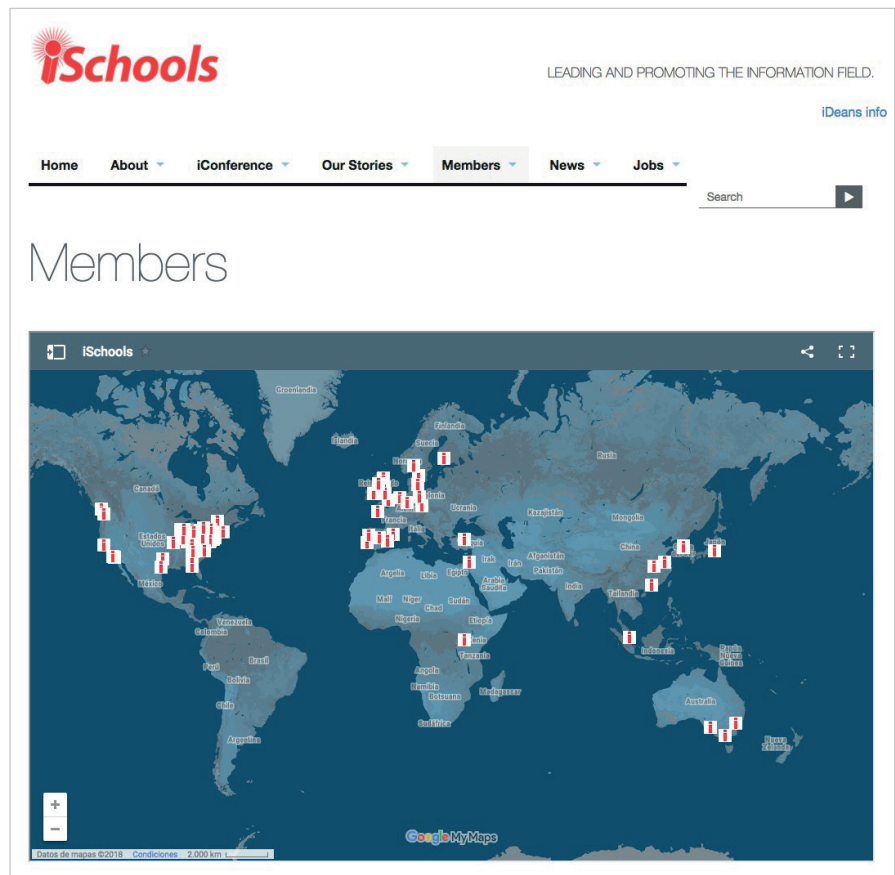 iSchools
LEADING AND PROMOTING THE INFORMATION FIELD.
iDeans info
Home About iConference Our Stories Members News Jobs
Search
Members
iSchools
Groenlandia
Islandia
Finlandia
Suecia
Rusia
Canadá
Ucrania
Kazajistán
Mongolia
Francia
Italia
Estados
Unidos
China
Afganistán
Irak
Irán
Pakistán
Argelia
Libia
Egipto
Arabia
Saudita
India
México
Malí
Níger
Chad
Sudán
Tailandia
Nigeria
Etiopía
Venezuela
Colombia
Tanzania
Indonesia
Papúa
Nueva
Guinea
Perú
Brasil
Bolivia
Angola
Namibia
Botsuana
Madagascar
Chile
Sudáfrica
Australia
Argentina
Nueva
Zelanda
+
−
Google My Maps
Datos de mapas ©2018 Condiciones 2.000 km